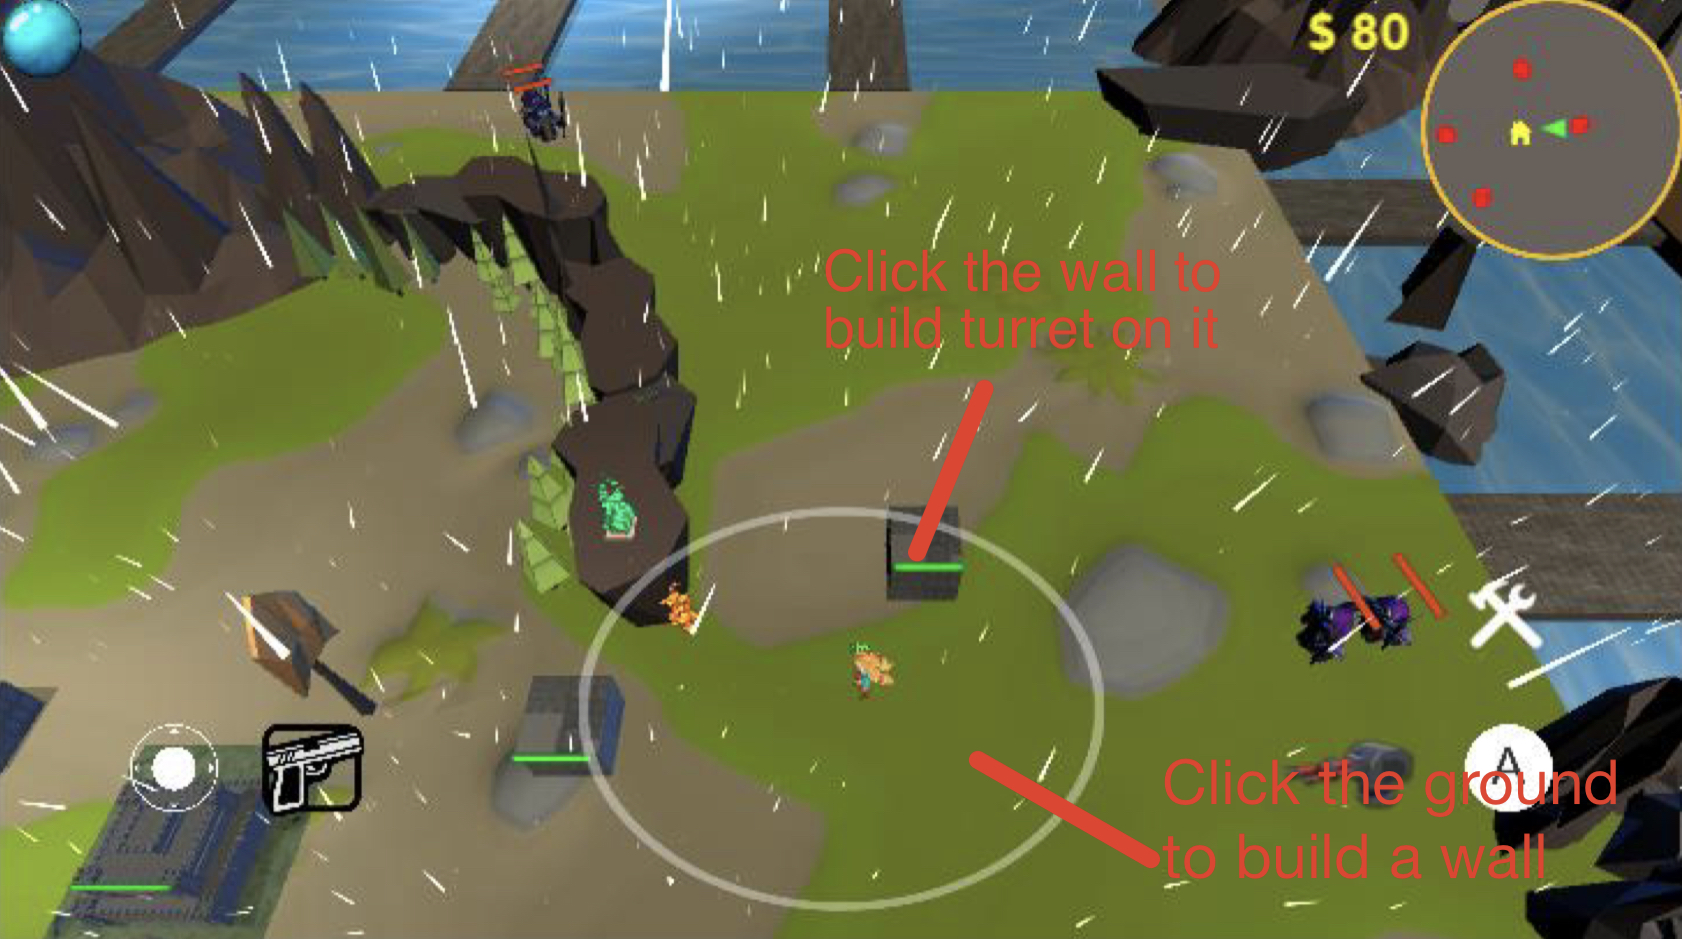 $ 80
Click the wall to
build turret on it
A
Click the ground
to build a wall